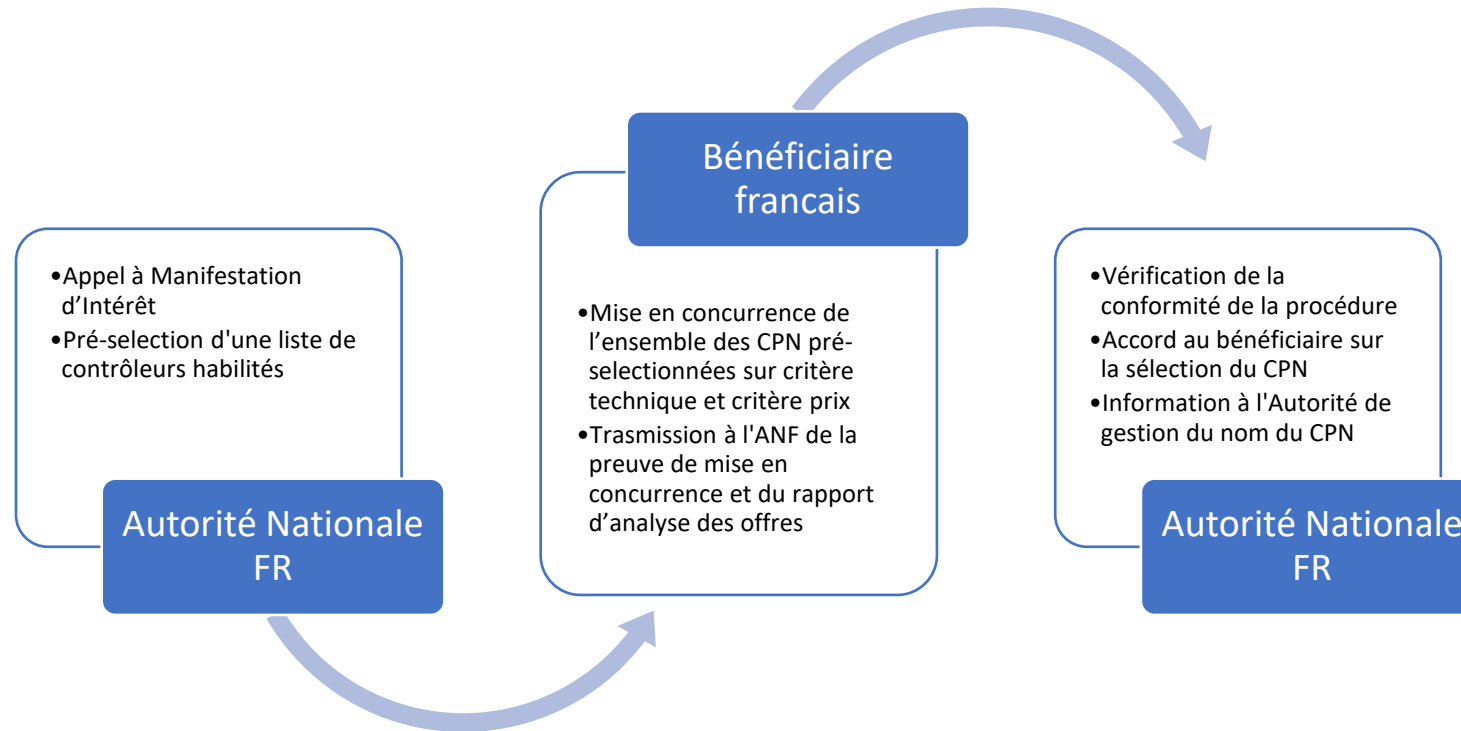 •Appel à Manifestation
d’Intérêt
•Pré-selection d'une liste de
contrôleurs habilités
Autorité Nationale
FR
Bénéficiaire
francais
•Mise en concurrence de
l’ensemble des CPN pré-
selectionnées sur critère
technique et critère prix
•Trasmission à l'ANF de la
preuve de mise en
concurrence et du rapport
d’analyse des offres
•Vérification de la
conformité de la procédure
•Accord au bénéficiaire sur
la sélection du CPN
•Information à l'Autorité de
gestion du nom du CPN
Autorité Nationale
FR